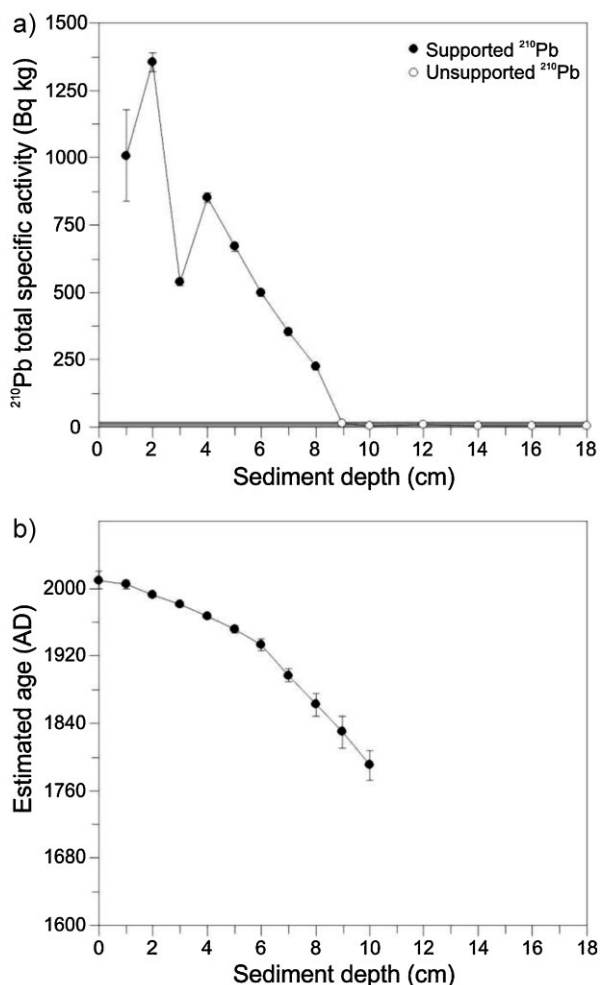 a)
1500
1250
1000
750
500
250
0
²¹⁰Pb total specific activity (Bq kg)
Supported ²¹⁰Pb
Unsupported ²¹⁰Pb
0 2 4 6 8 10 12 14 16 18
Sediment depth (cm)
b)
2000
1920
1840
1760
1680
1600
Estimated age (AD)
0 2 4 6 8 10 12 14 16 18
Sediment depth (cm)